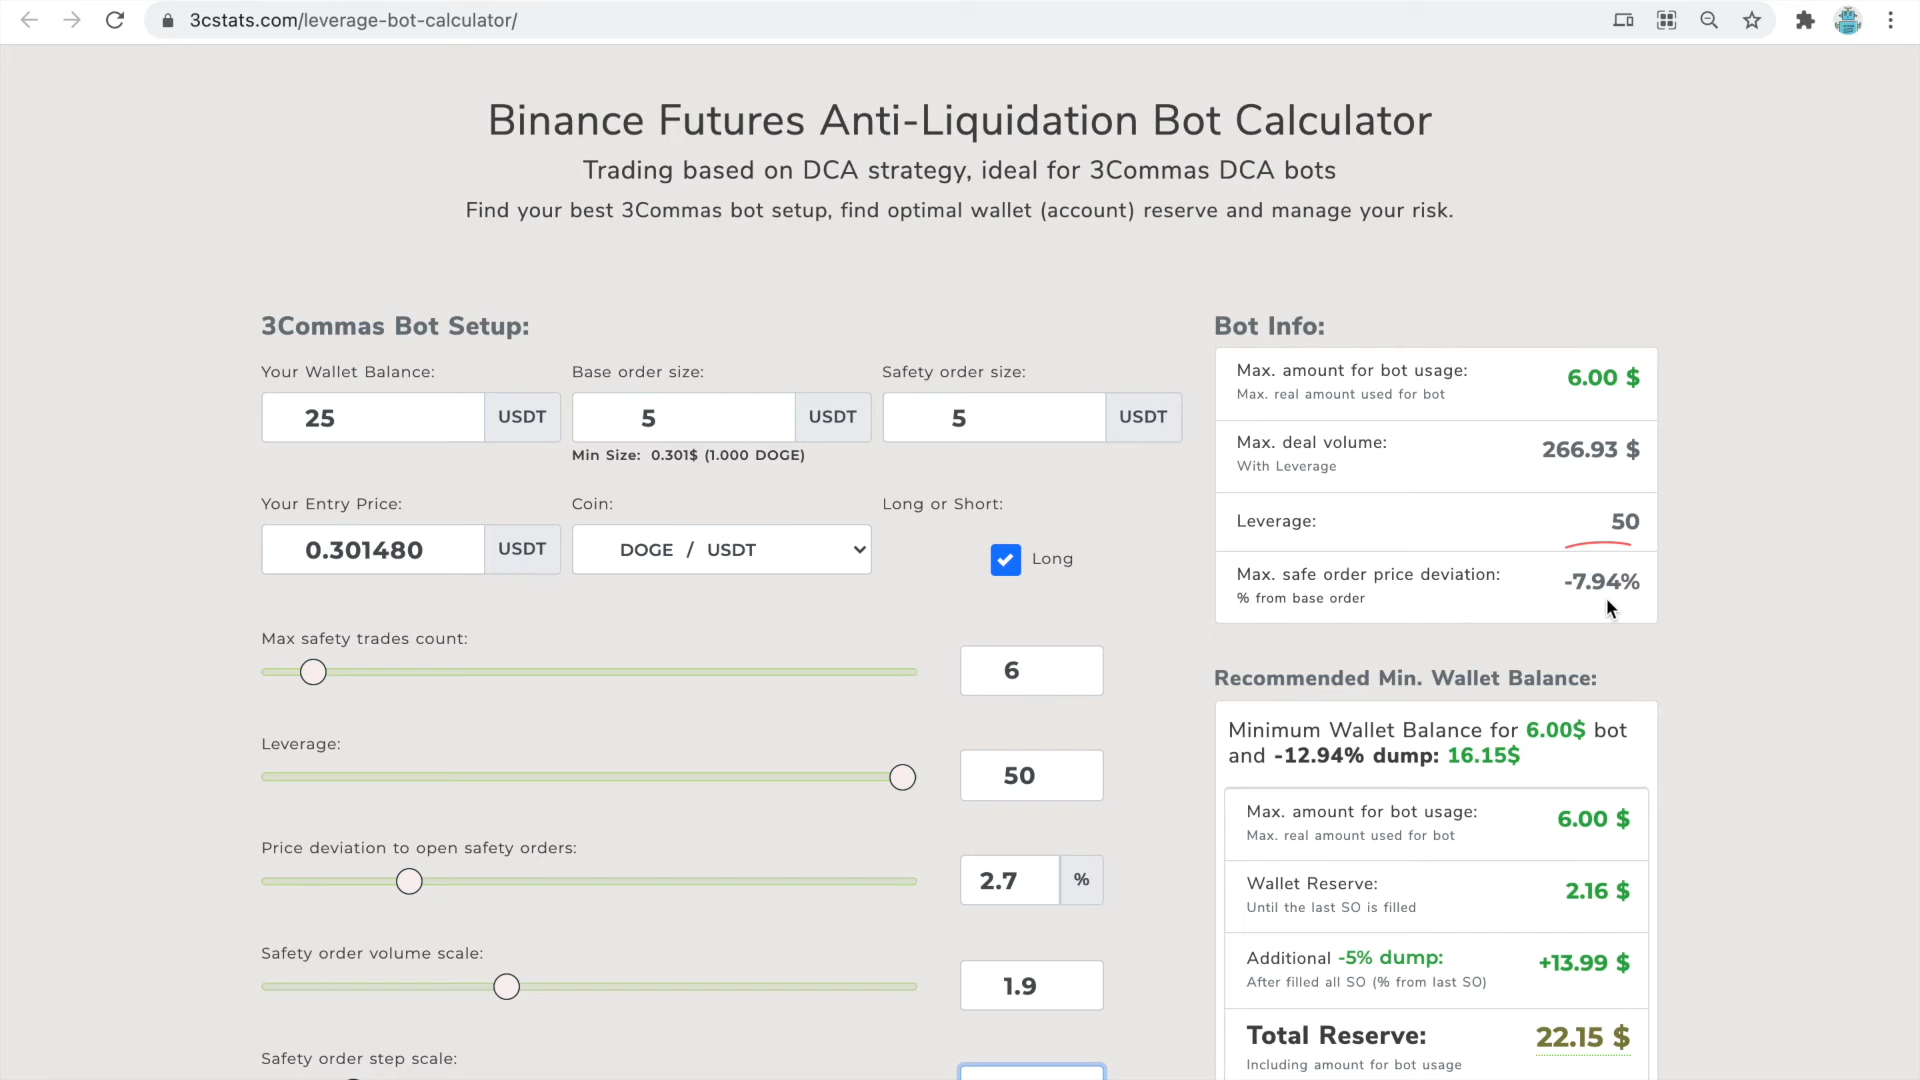 3cstats.com/leverage-bot-calculator/
Binance Futures Anti-Liquidation Bot Calculator
Trading based on DCA strategy, ideal for 3Commas DCA bots
Find your best 3Commas bot setup, find optimal wallet (account) reserve and manage your risk.
3Commas Bot Setup:
Your Wallet Balance:
25 USDT
Base order size:
5 USDT
Min Size: 0.301$ (1.000 DOGE)
Safety order size:
5 USDT
Your Entry Price:
0.301480 USDT
Coin:
DOGE / USDT
Long or Short:
Long
Max safety trades count:
6
Leverage:
50
Price deviation to open safety orders:
2.7 %
Safety order volume scale:
1.9
Safety order step scale:
Bot Info:
Max. amount for bot usage:
Max. real amount used for bot
6.00 $
Max. deal volume:
With Leverage
266.93 $
Leverage:
50
Max. safe order price deviation:
% from base order
-7.94%
Recommended Min. Wallet Balance:
Minimum Wallet Balance for 6.00$ bot
and -12.94% dump: 16.15$
Max. amount for bot usage:
Max. real amount used for bot
6.00 $
Wallet Reserve:
Until the last SO is filled
2.16 $
Additional -5% dump:
After filled all SO (% from last SO)
+13.99 $
Total Reserve:
Including amount for bot usage
22.15 $